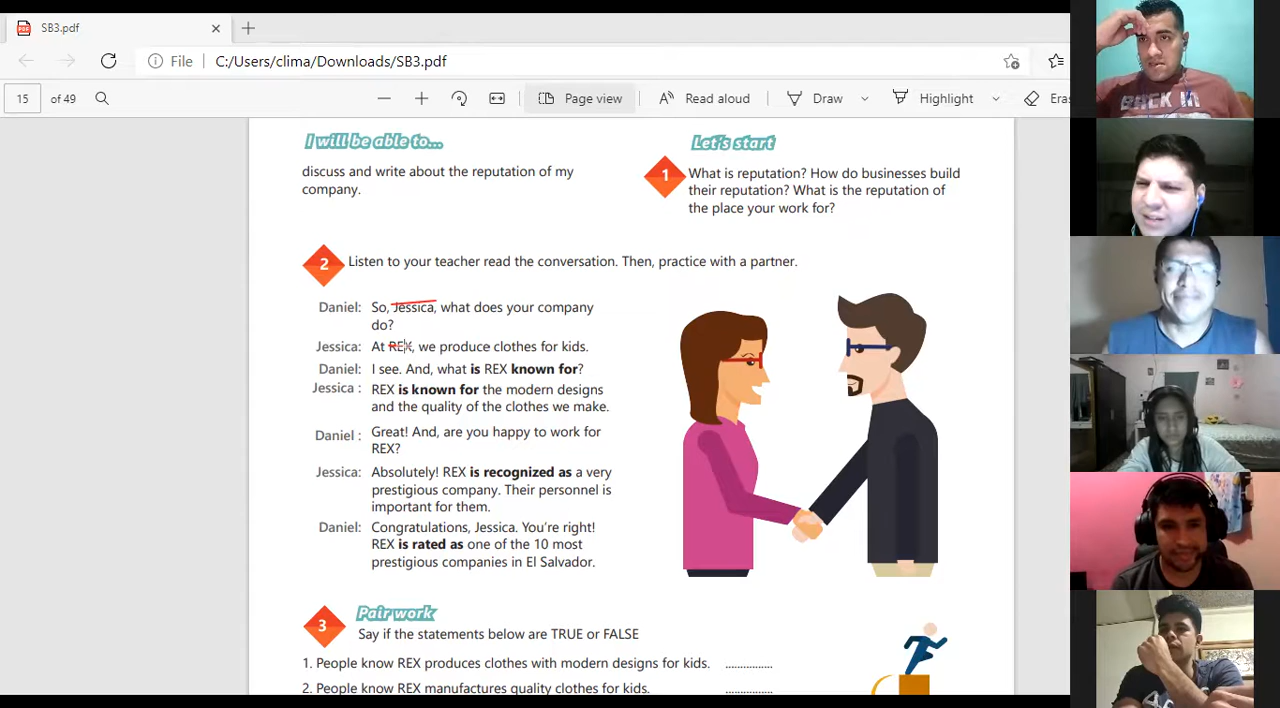 SB3.pdf
File C:/Users/clima/Downloads/SB3.pdf
15 of 49 Page view Read aloud Draw Highlight Eras
I will be able to...
discuss and write about the reputation of my
company.
Let's start
1 What is reputation? How do businesses build
their reputation? What is the reputation of
the place your work for?
2 Listen to your teacher read the conversation. Then, practice with a partner.
Daniel: So, Jessica, what does your company
do?
Jessica: At REX, we produce clothes for kids.
Daniel: I see. And, what is REX known for?
Jessica : REX is known for the modern designs
and the quality of the clothes we make.
Daniel : Great! And, are you happy to work for
REX?
Jessica: Absolutely! REX is recognized as a very
prestigious company. Their personnel is
important for them.
Daniel: Congratulations, Jessica. You're right!
REX is rated as one of the 10 most
prestigious companies in El Salvador.
3 Pair work
Say if the statements below are TRUE or FALSE
1. People know REX produces clothes with modern designs for kids. ................
2. People know REX manufactures quality clothes for kids. ................
BACK IN